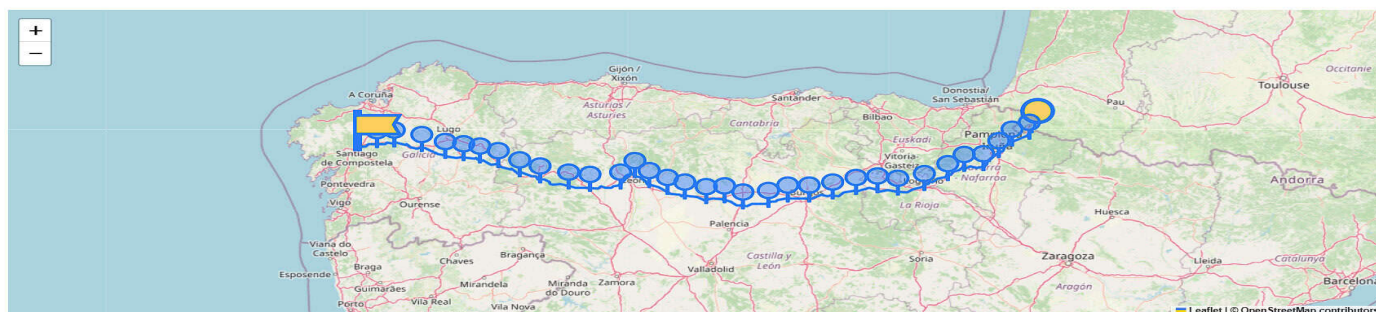 +
−
A Coruña
Santiago
de Compostela
Pontevedra
Vigo
Viana do
Castelo
Esposende
Braga
Guimarães
Porto
Lugo
Galicia
Ourense
Chaves
Vila Real
Bragança
Mirandela
Miranda
do Douro
Vila Nova
Zamora
Gijón /
Xixón
Asturias /
Asturies
Santander
Cantabria
Palencia
Valladolid
Castilla y
León
Bilbao
Euskadi
Vitoria-
Donostia/
San Sebastián
Nafarroa
La Rioja
Soria
Pau
Huesca
Zaragoza
Aragón
Toulouse
Occitanie
Andorra
Lleida
Catalunya
Barcelona
Leaflet | © OpenStreetMap contributors